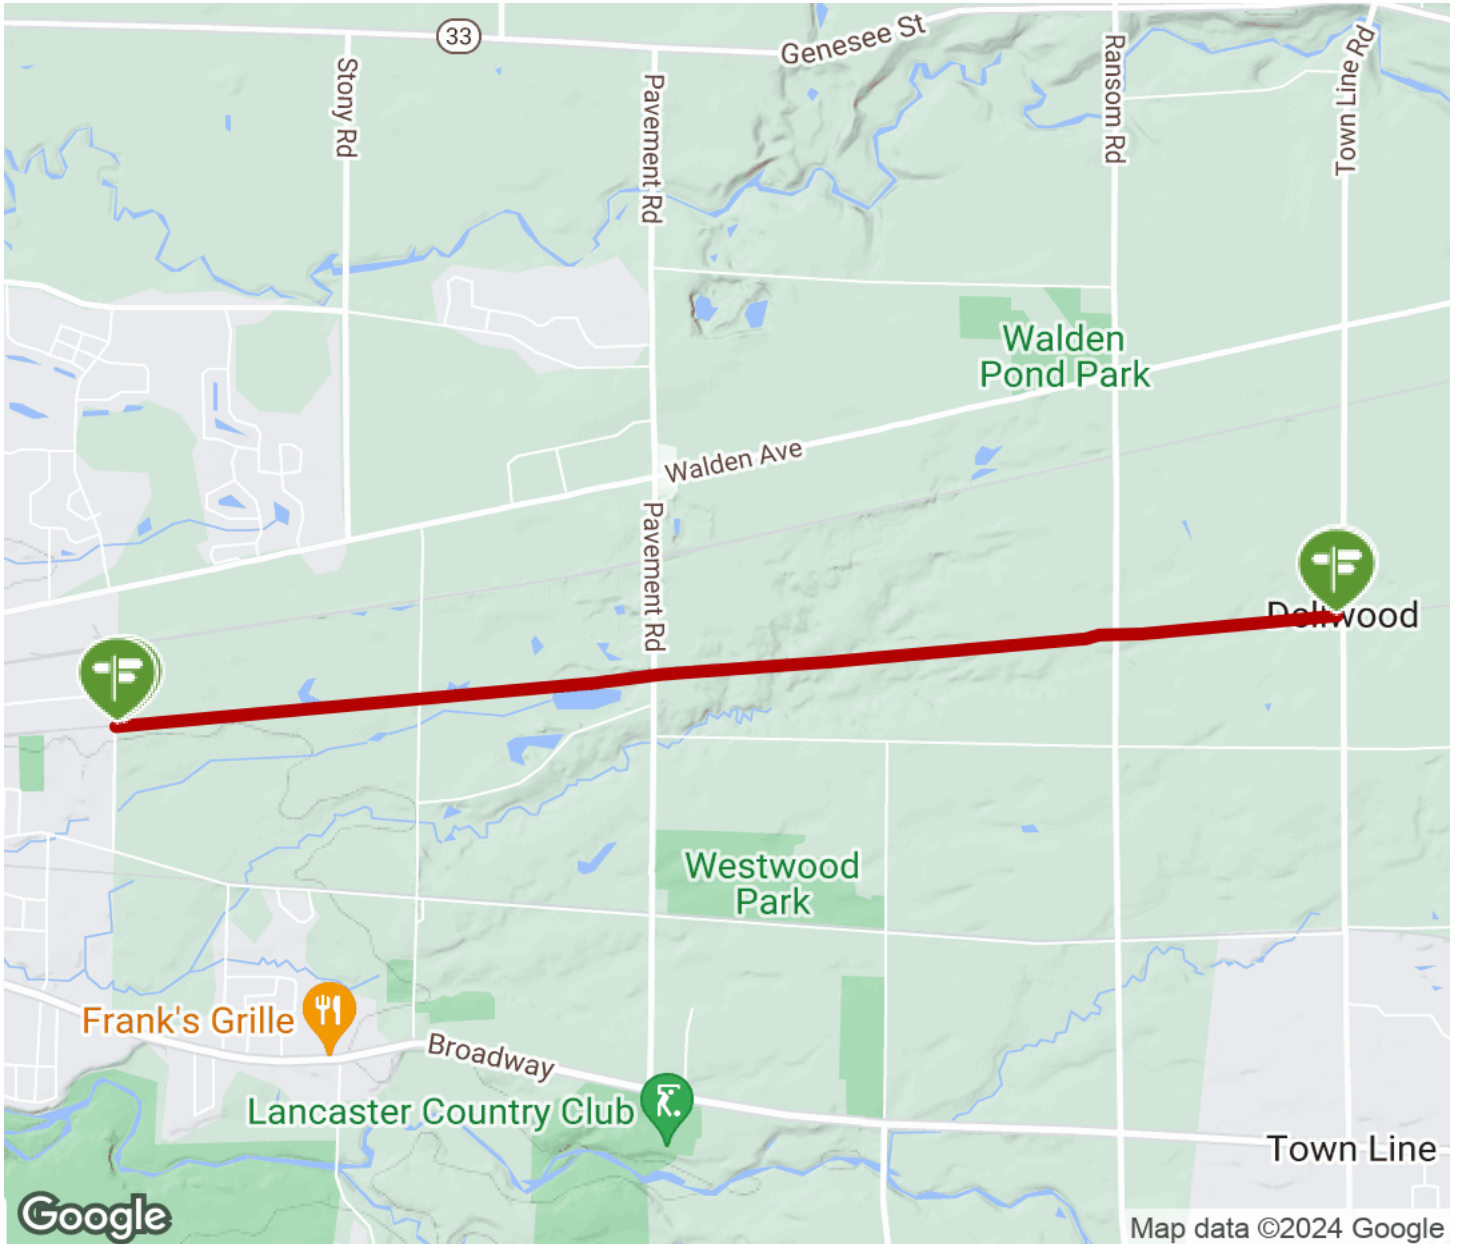 33
Genesee St
Stony Rd
Pavement Rd
Ransom Rd
Town Line Rd
Walden
Pond Park
Walden Ave
Pavement Rd
Dellwood
Westwood
Park
Frank's Grille
Broadway
Lancaster Country Club
Town Line
Google
Map data ©2024 Google